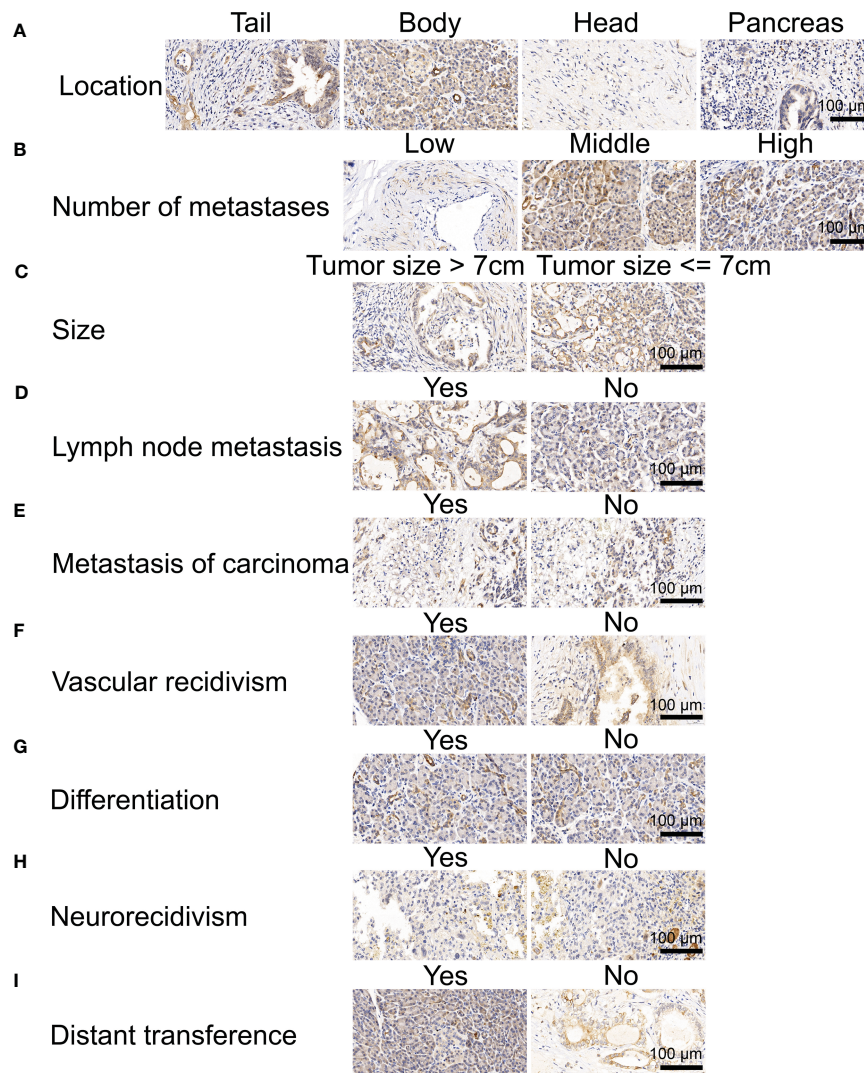 A
Tail Body Head Pancreas
Location
100 µm
B
Low Middle High
Number of metastases
100 µm
C
Tumor size > 7cm Tumor size <= 7cm
Size
100 µm
D
Yes No
Lymph node metastasis
100 µm
E
Yes No
Metastasis of carcinoma
100 µm
F
Yes No
Vascular recidivism
100 µm
G
Yes No
Differentiation
100 µm
H
Yes No
Neurorecidivism
100 µm
I
Yes No
Distant transference
100 µm